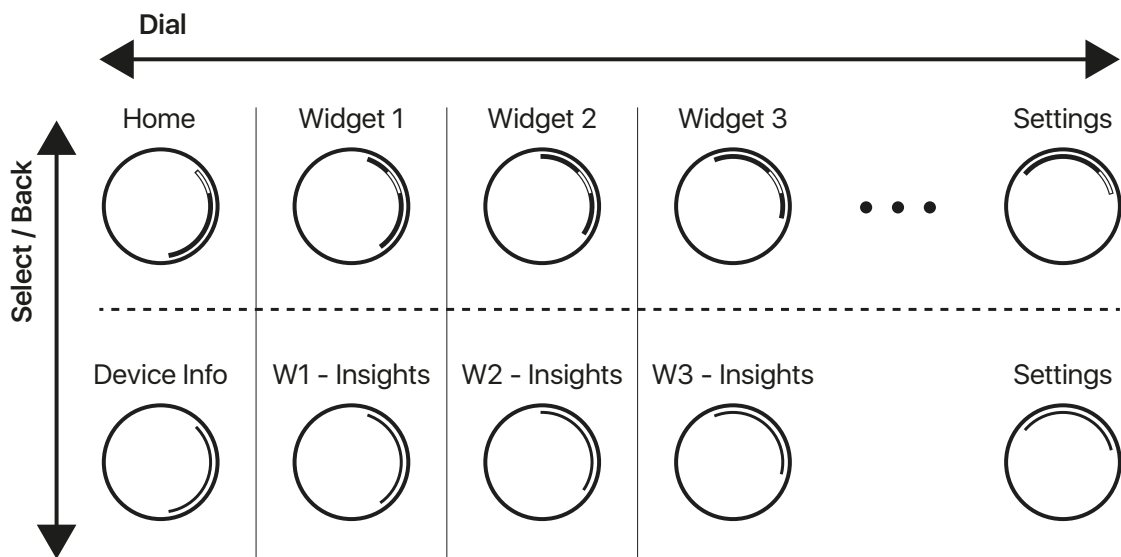 Dial
Home Widget 1 Widget 2 Widget 3 Settings
Select / Back
Device Info W1 - Insights W2 - Insights W3 - Insights Settings